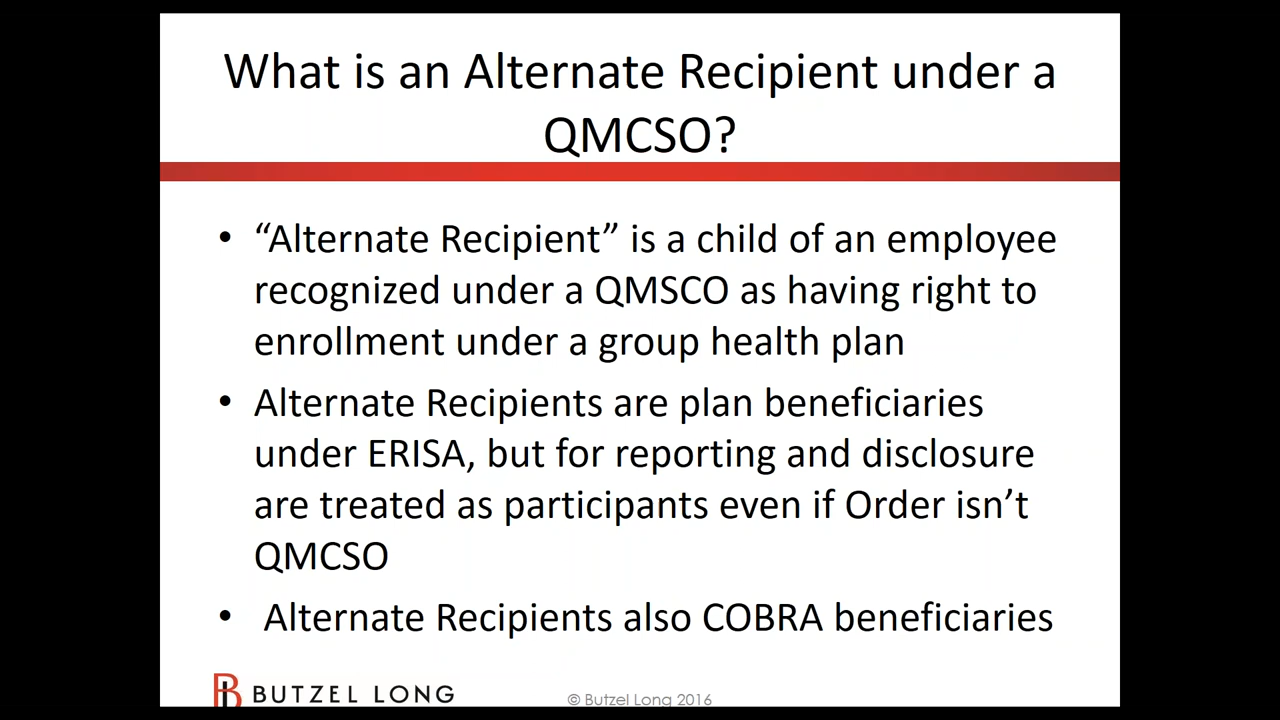 What is an Alternate Recipient under a
QMCSO?
• “Alternate Recipient” is a child of an employee
recognized under a QMSCO as having right to
enrollment under a group health plan
• Alternate Recipients are plan beneficiaries
under ERISA, but for reporting and disclosure
are treated as participants even if Order isn’t
QMCSO
• Alternate Recipients also COBRA beneficiaries
BUTZEL LONG
© Butzel Long 2016